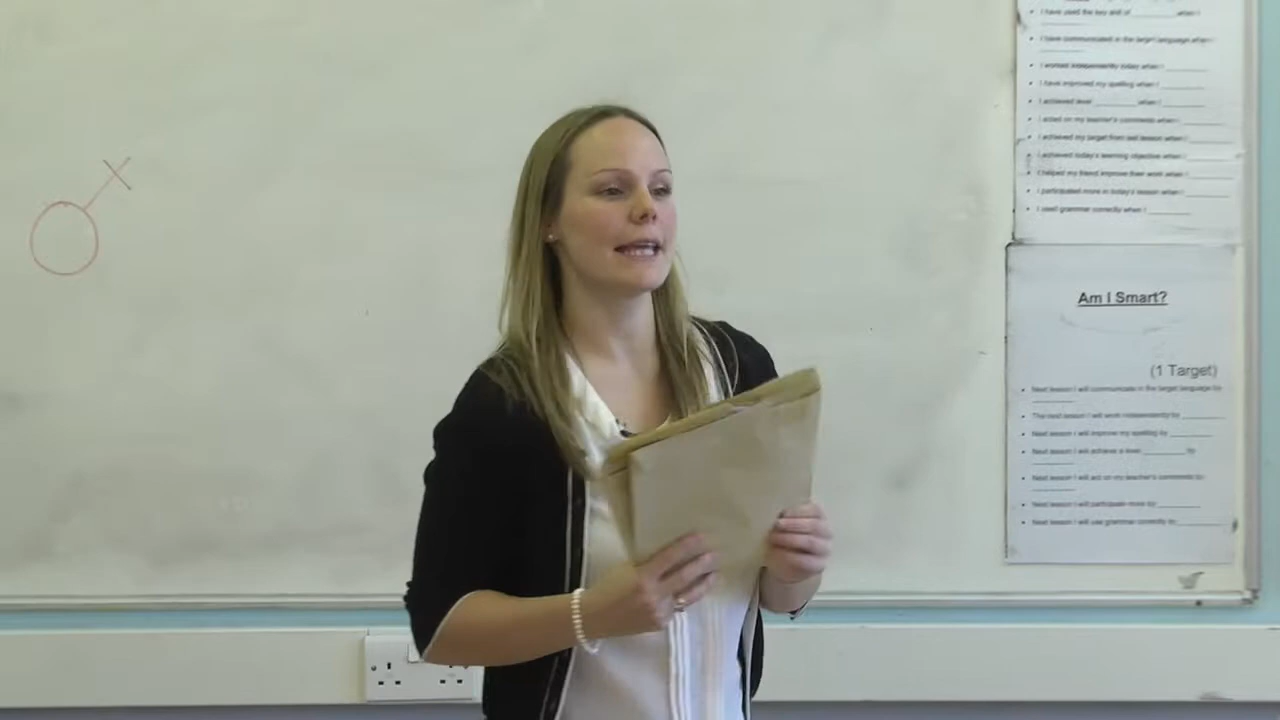 I have used the key skill of ________ when I
________
I have communicated in the target language when I
________
I worked independently today when I ________
I have improved my spelling when I ________
I achieved level ________ when I ________
I acted on my teacher's comments when ________
I achieved my target from last lesson when ________
I achieved today's learning objective when ________
I helped my friend improve their work when I ________
I participated more in today's lesson when ________
I used grammar correctly when I ________
Am I Smart?
(1 Target)
Next lesson I will communicate in the target language by
________
The next lesson I will work independently by ________
Next lesson I will improve my spelling by ________
Next lesson I will achieve a level ________ by
________
Next lesson I will act on my teacher's comments by
________
Next lesson I will participate more by ________
Next lesson I will use grammar correctly by ________